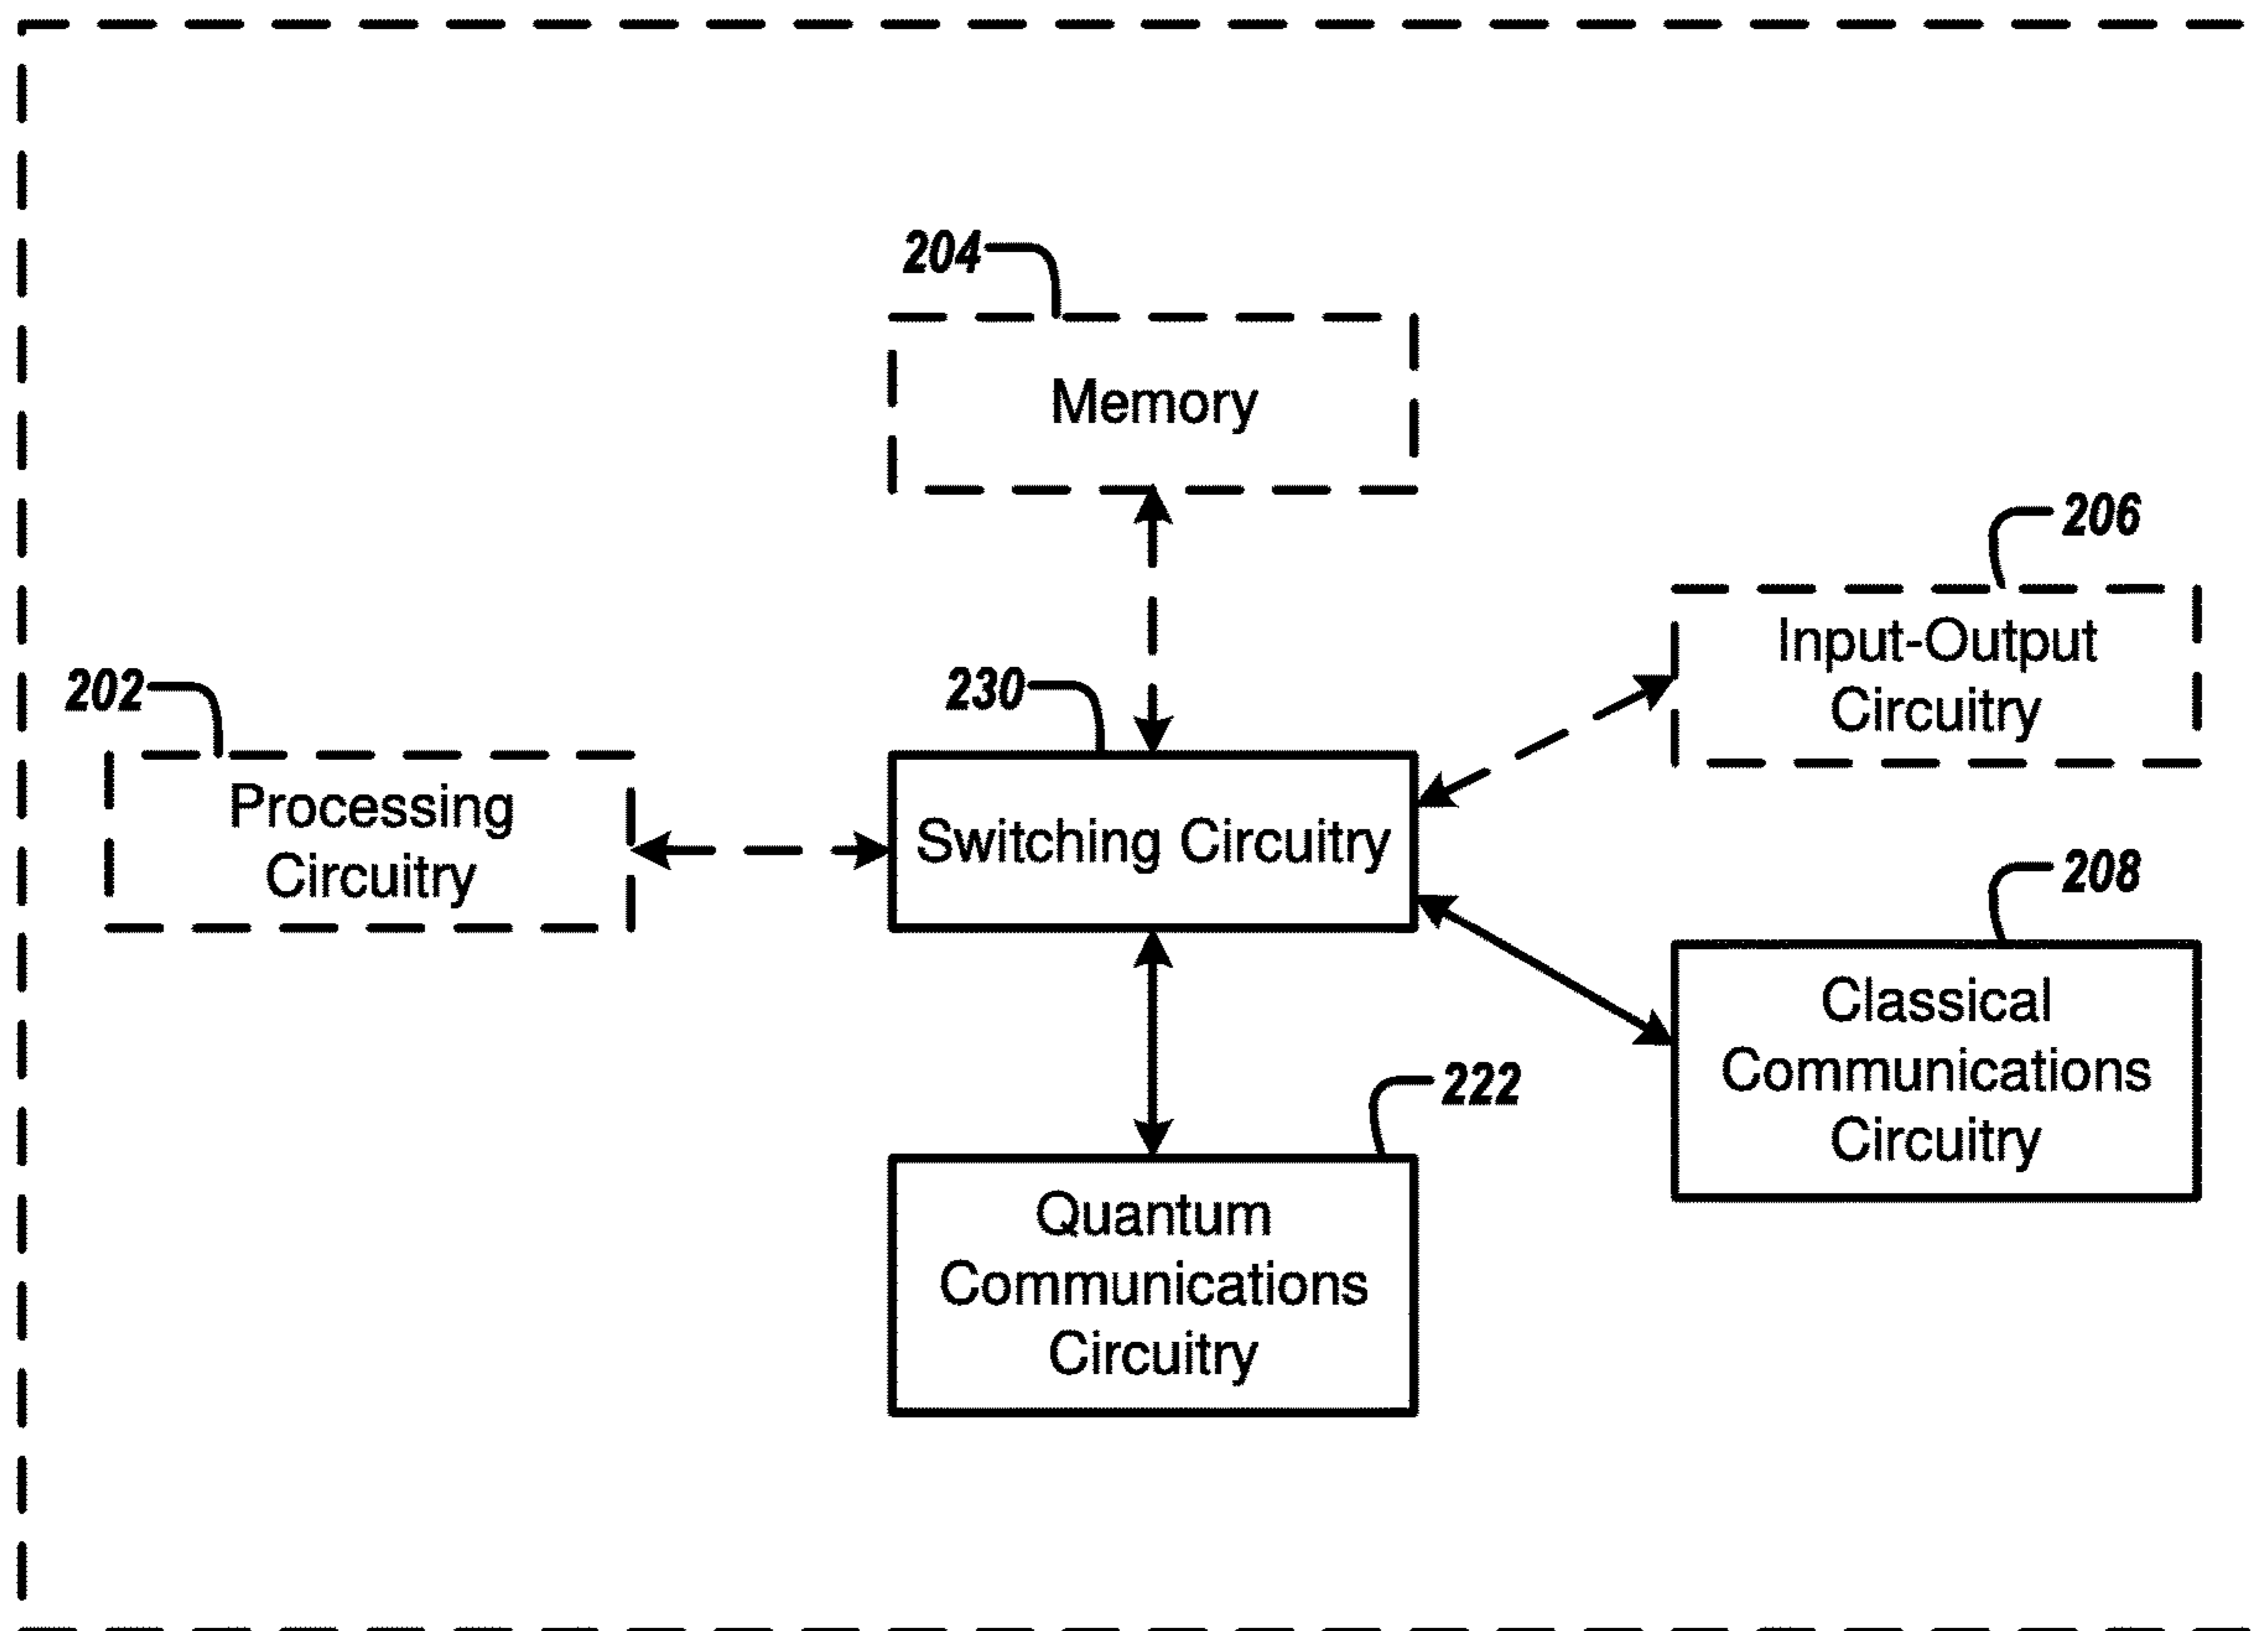 204
Memory
206
Input-Output
Circuitry
202
Processing
Circuitry
230
Switching Circuitry
208
Classical
Communications
Circuitry
222
Quantum
Communications
Circuitry